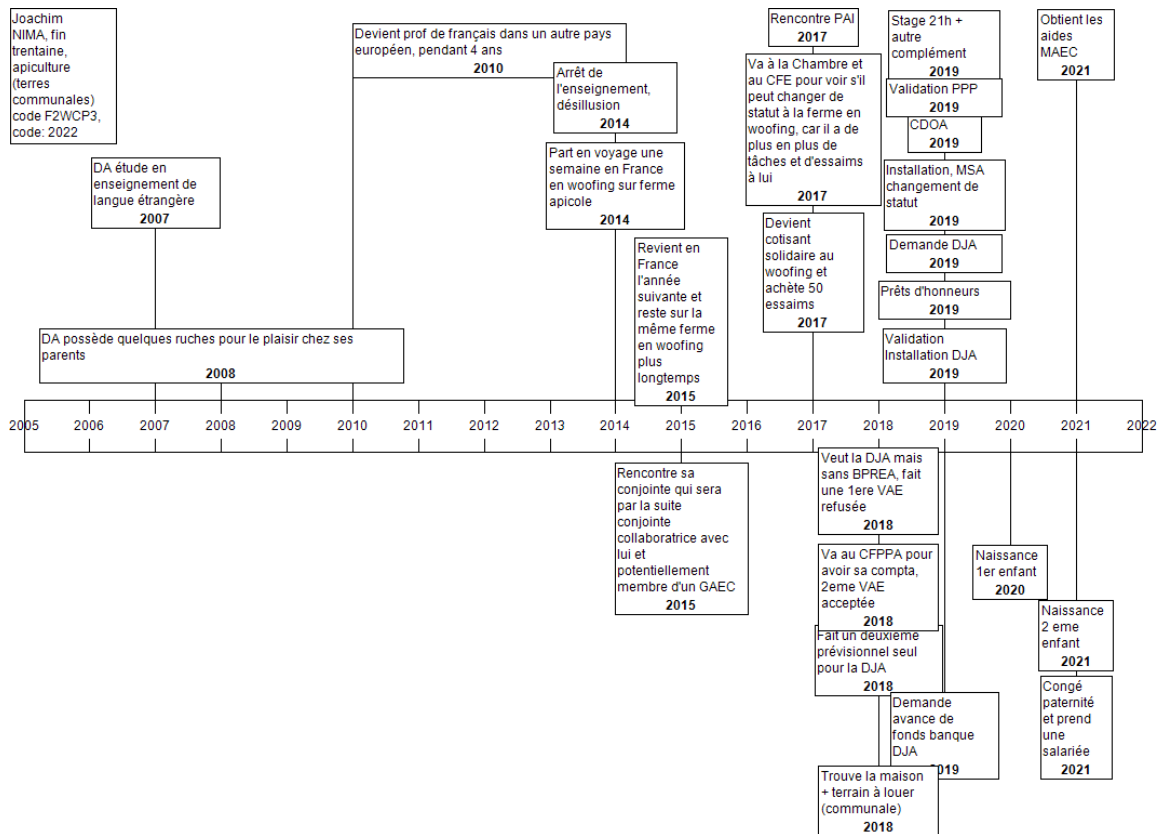 Joachim
NIMA, fin
trentaine,
apiculture
(terres
communales)
code F2WCP3,
code: 2022
DA étude en
enseignement de
langue étrangère
2007
DA possède quelques ruches pour le plaisir chez ses
parents
2008
Devient prof de français dans un autre pays
européen, pendant 4 ans
2010
Arrêt de
l'enseignement,
désillusion
2014
Part en voyage une
semaine en France
en woofing sur ferme
apicole
2014
Revient en
France
l'année
suivante et
reste sur la
même ferme
en woofing
plus
longtemps
2015
Rencontre PAI
2017
Va à la Chambre et
au CFE pour voir s'il
peut changer de
statut à la ferme en
woofing, car il a de
plus en plus de
tâches et d'essaims
à lui
2017
Devient
cotisant
solidaire au
woofing et
achète 50
essaims
2017
Stage 21h +
autre
complément
2019
Validation PPP
2019
CDOA
2019
Installation, MSA
changement de
statut
2019
Demande DJA
2019
Prêts d'honneurs
2019
Validation
Installation DJA
2019
Obtient les
aides
MAEC
2021
2005 2006 2007 2008 2009 2010 2011 2012 2013 2014 2015 2016 2017 2018 2019 2020 2021 2022
Rencontre sa
conjointe qui sera
par la suite
conjointe
collaboratrice avec
lui et
potentiellement
membre d'un GAEC
2015
Veut la DJA mais
sans BPREA, fait
une 1ere VAE
refusée
2018
Va au CFPPA pour
avoir sa compta,
2eme VAE
acceptée
2018
Fait un deuxième
prévisionnel seul
pour la DJA
2018
Demande
avance de
fonds banque
DJA
2019
Trouve la maison
+ terrain à louer
(communale)
2018
Naissance
1er enfant
2020
Naissance
2 eme
enfant
2021
Congé
paternité
et prend
une
salariée
2021